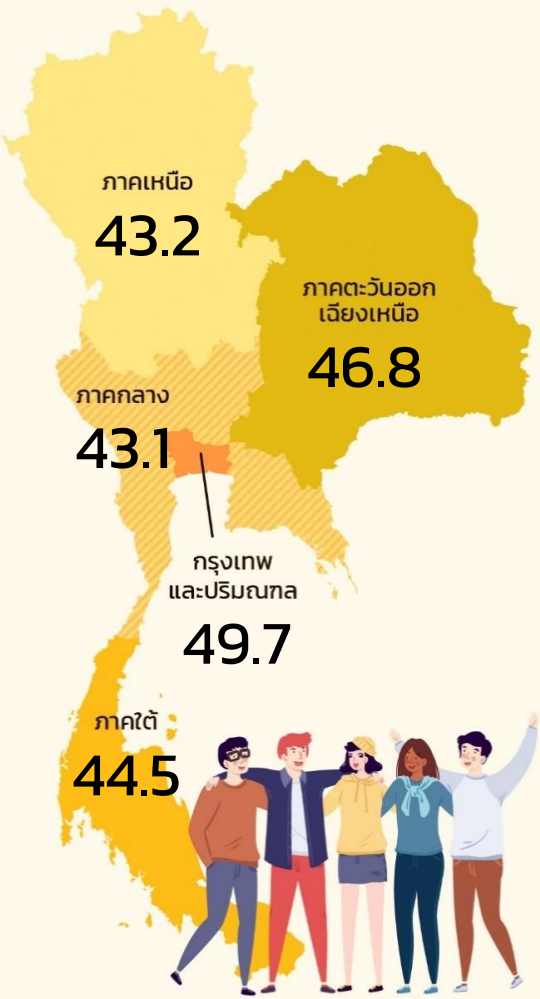 ภาคเหนือ
43.2
ภาคตะวันออก
เฉียงเหนือ
46.8
ภาคกลาง
43.1
กรุงเทพ
และปริมณฑล
49.7
ภาคใต้
44.5